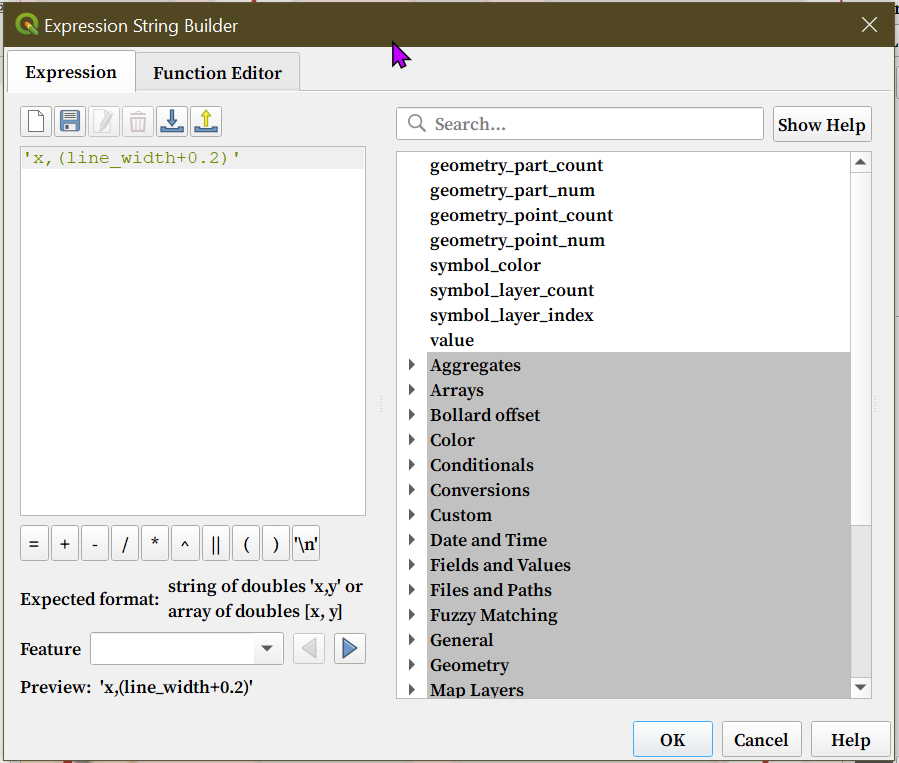 Expression String Builder
Expression
Function Editor
Search...
Show Help
'x,(line_width+0.2)'
geometry_part_count
geometry_part_num
geometry_point_count
geometry_point_num
symbol_color
symbol_layer_count
symbol_layer_index
value
Aggregates
Arrays
Bollard offset
Color
Conditionals
Conversions
Custom
Date and Time
Fields and Values
Files and Paths
Fuzzy Matching
General
Geometry
Map Layers
= + - / * ^ || ( ) '\n'
Expected format: string of doubles 'x,y' or
array of doubles [x, y]
Feature
Preview: 'x,(line_width+0.2)'
OK
Cancel
Help